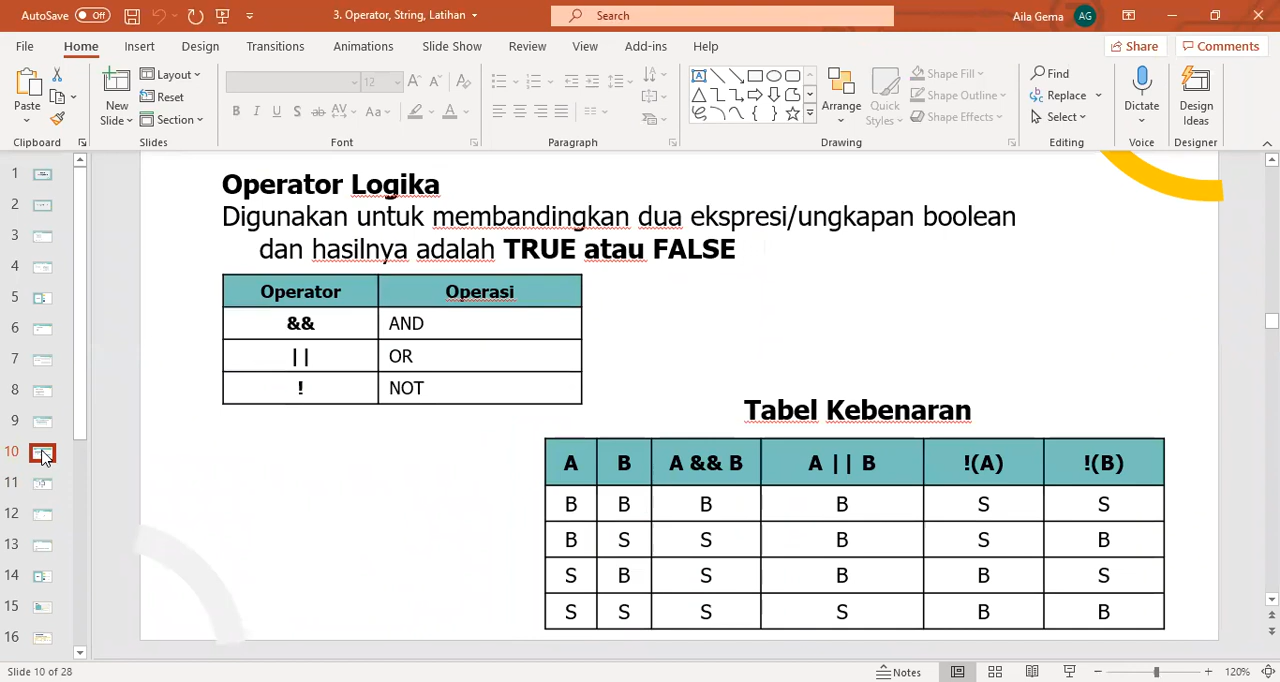 AutoSave Off
3. Operator, String, Latihan
Search
Aila Gema AG
File Home Insert Design Transitions Animations Slide Show Review View Add-ins Help
Share Comments
Paste
Clipboard
New Slide
Layout
Reset
Section
Slides
12
B I U S ab AV Aa A
Font
Paragraph
Arrange
Quick Styles
Shape Fill
Shape Outline
Shape Effects
Drawing
Find
Replace
Select
Editing
Dictate
Voice
Design Ideas
Designer
1
2
3
4
5
6
7
8
9
10
11
12
13
14
15
16
Operator Logika
Digunakan untuk membandingkan dua ekspresi/ungkapan boolean
dan hasilnya adalah TRUE atau FALSE
Operator Operasi
&& AND
|| OR
! NOT
Tabel Kebenaran
A B A && B A || B !(A) !(B)
B B B B S S
B S S B S B
S B S B B S
S S S S B B
Slide 10 of 28
Notes
120%